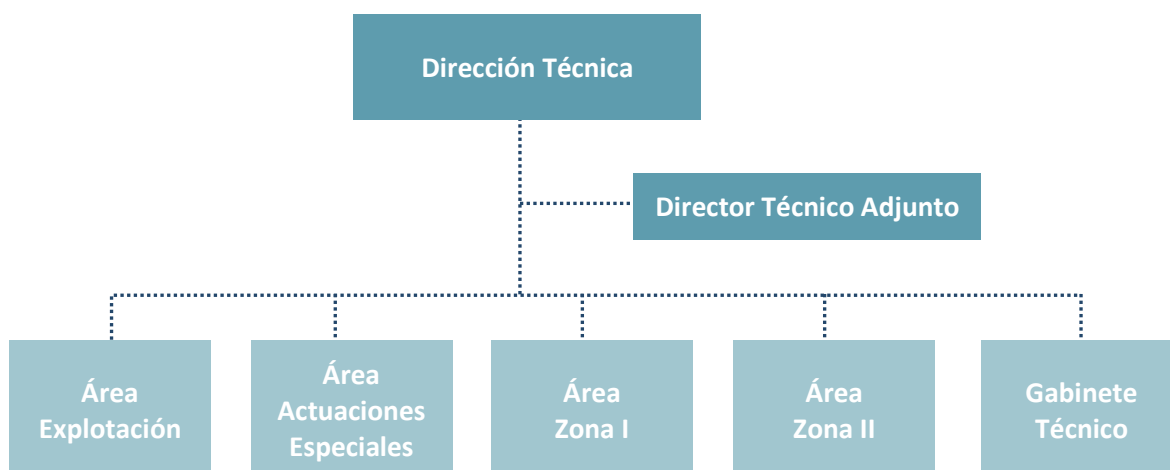 Dirección Técnica
Director Técnico Adjunto
Área
Explotación
Área
Actuaciones
Especiales
Área
Zona I
Área
Zona II
Gabinete
Técnico